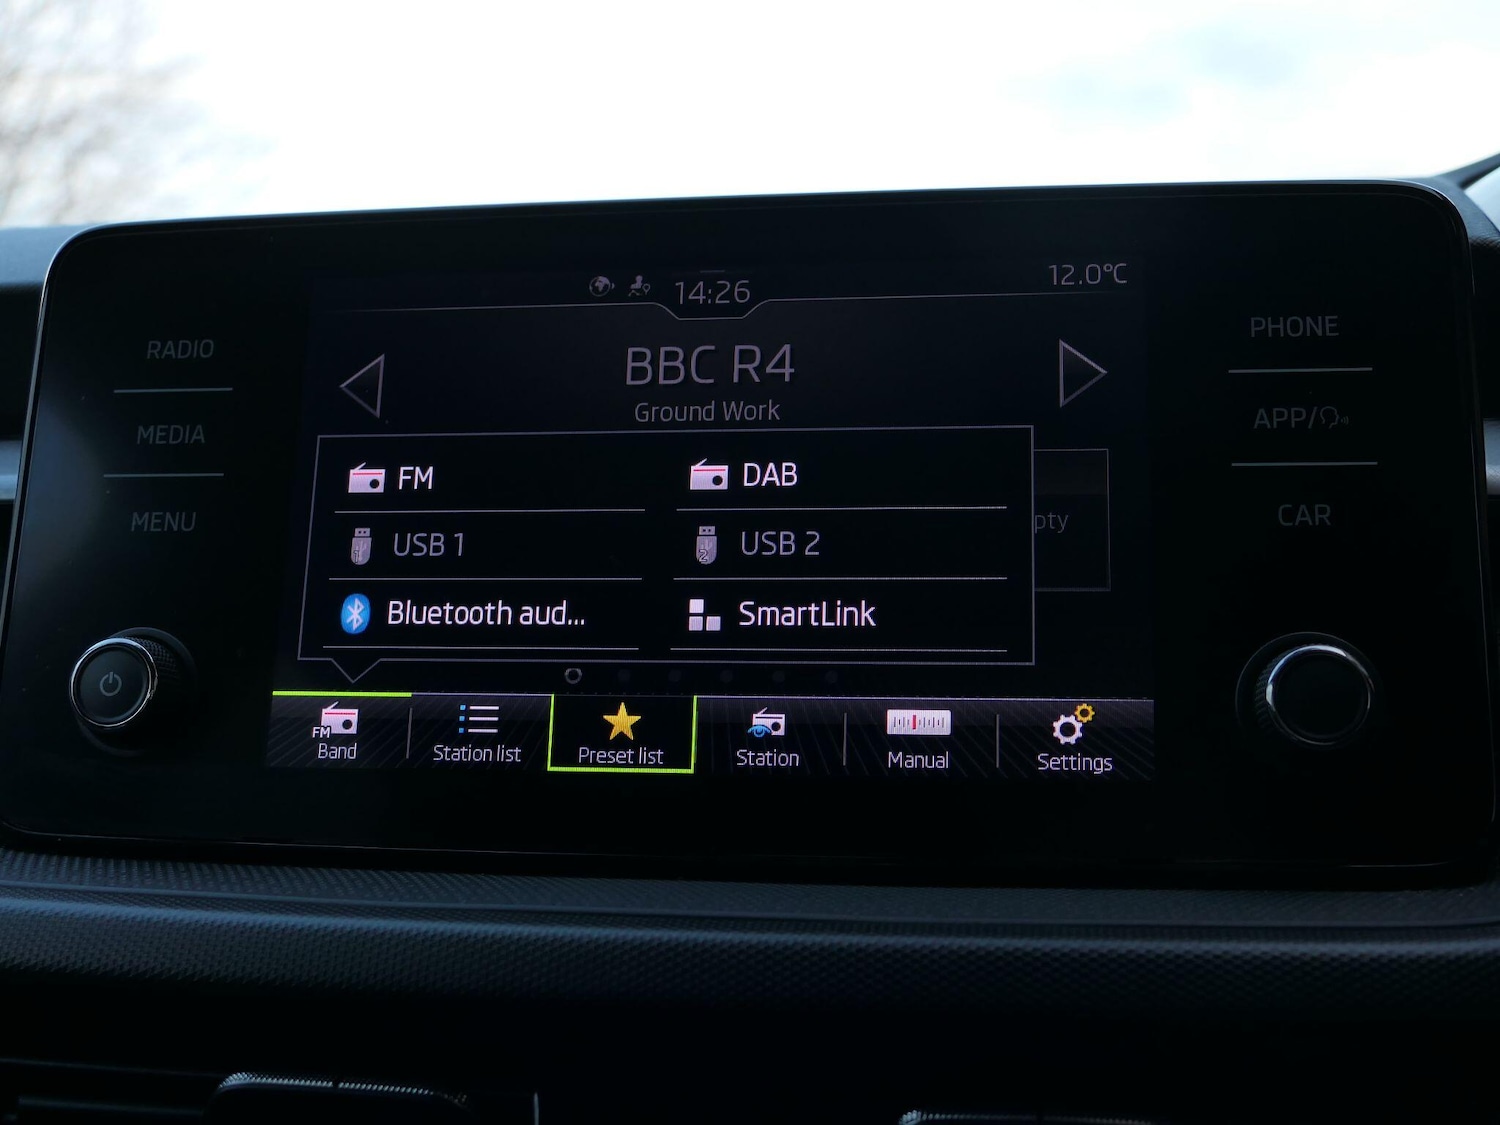 14:26
12.0°C
BBC R4
Ground Work
RADIO
MEDIA
MENU
PHONE
APP/
CAR
FM
DAB
USB 1
USB 2
Bluetooth aud...
SmartLink
pty
FM
Band
Station list
Preset list
Station
Manual
Settings